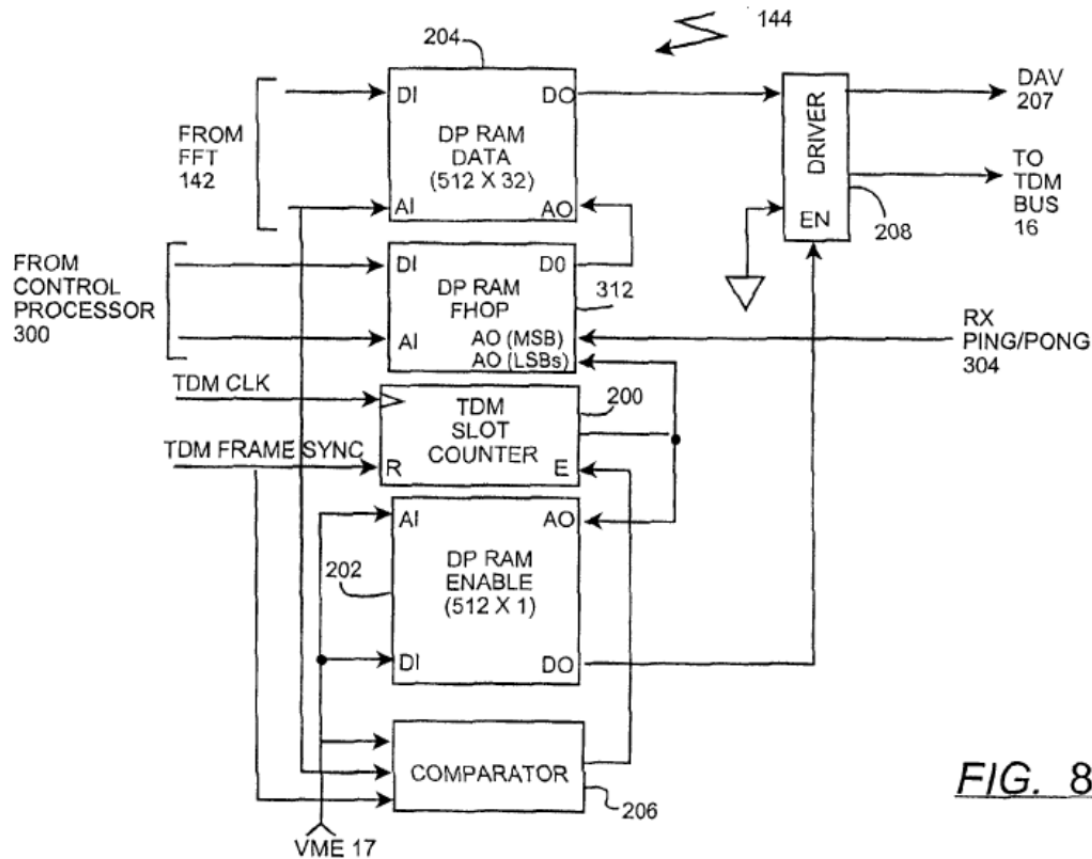 204
144
DI
DO
DP RAM
DATA
(512 X 32)
AI
AO
FROM
FFT
142
DRIVER
EN
208
DAV
207
TO
TDM
BUS
16
FROM
CONTROL
PROCESSOR
300
DI
D0
DP RAM
FHOP
312
AI
AO (MSB)
AO (LSBs)
RX
PING/PONG
304
TDM CLK
TDM
SLOT
COUNTER
200
TDM FRAME SYNC
R
E
AI
AO
202
DP RAM
ENABLE
(512 X 1)
DI
DO
COMPARATOR
206
VME 17
FIG. 8